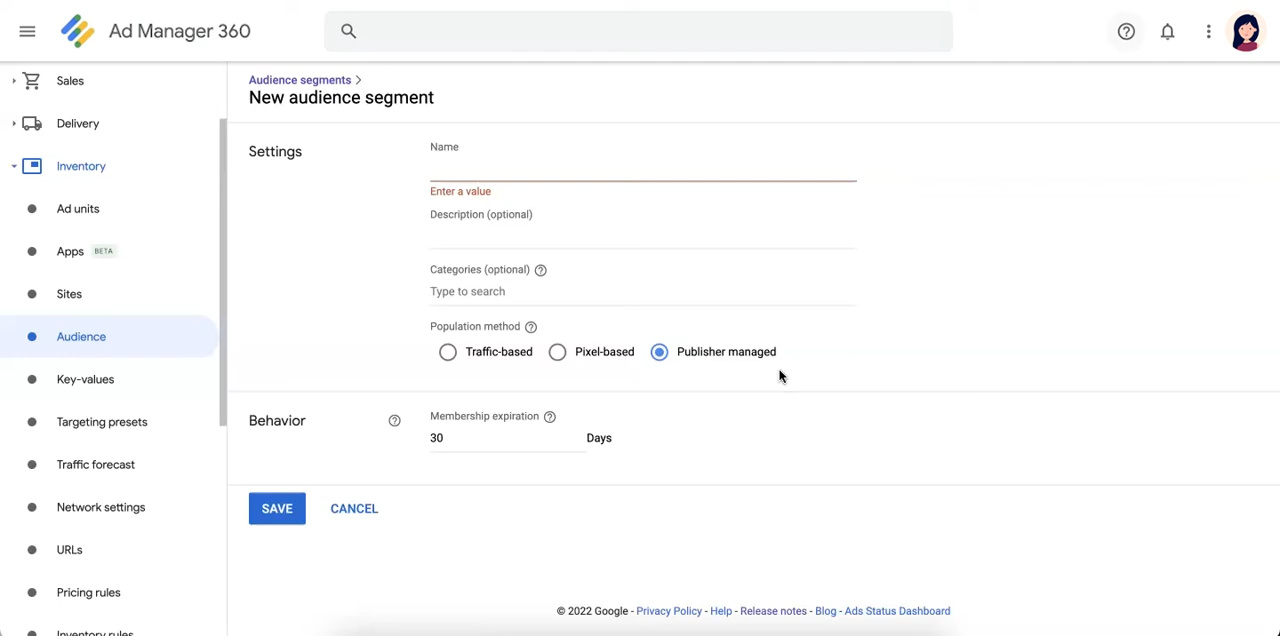 Ad Manager 360
Sales
Delivery
Inventory
Ad units
Apps BETA
Sites
Audience
Key-values
Targeting presets
Traffic forecast
Network settings
URLs
Pricing rules
Inventory rules
Audience segments >
New audience segment
Settings
Name
Enter a value
Description (optional)
Categories (optional)
Type to search
Population method
Traffic-based Pixel-based Publisher managed
Behavior
Membership expiration
30 Days
SAVE CANCEL
© 2022 Google - Privacy Policy - Help - Release notes - Blog - Ads Status Dashboard